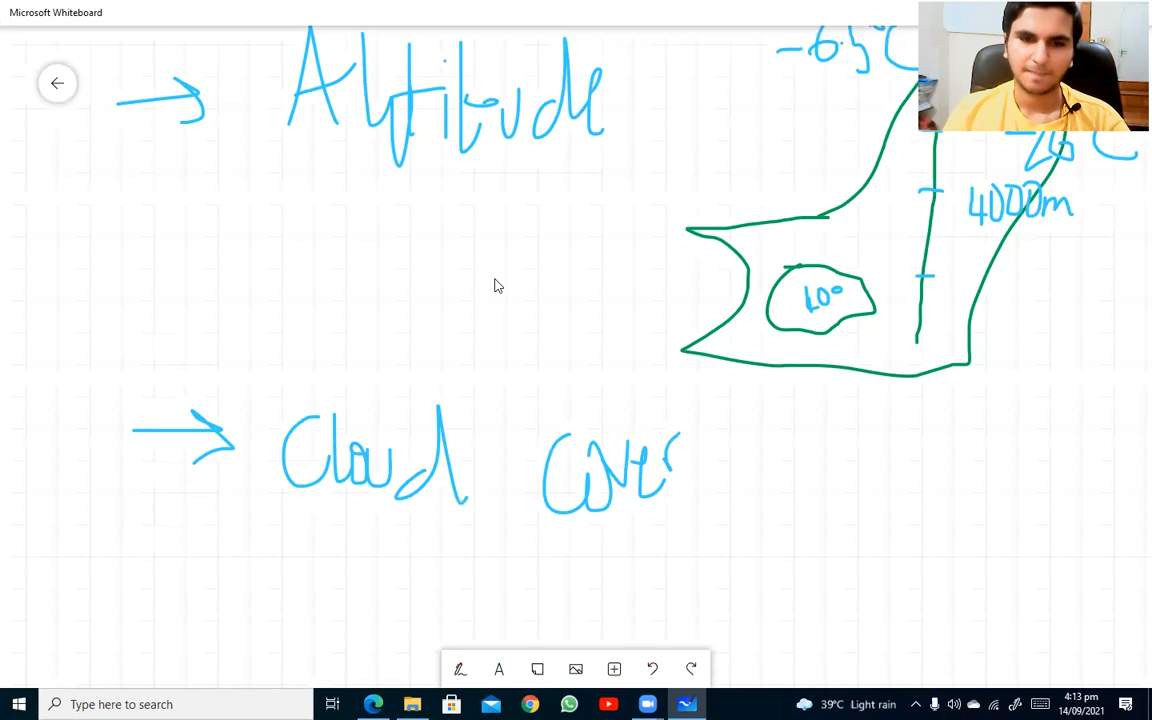 Microsoft Whiteboard
→ Altitude
-6.5°C
-26°C
4000m
10°
→ Cloud Cover
A
Type here to search
39°C Light rain
4:13 pm
14/09/2021